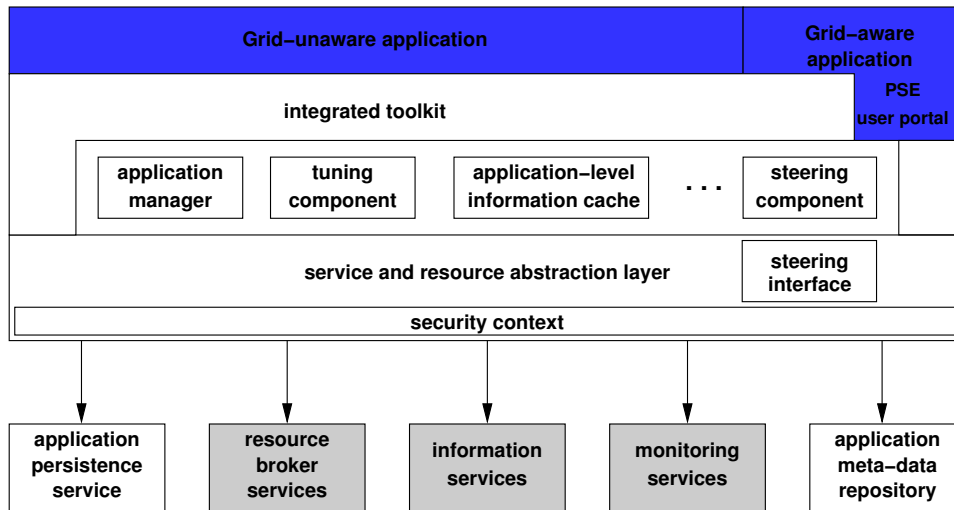 Grid−unaware application
Grid−aware
application
PSE
user portal
integrated toolkit
application
manager
tuning
component
application−level
information cache
. . .
steering
component
service and resource abstraction layer
steering
interface
security context
application
persistence
service
resource
broker
services
information
services
monitoring
services
application
meta−data
repository